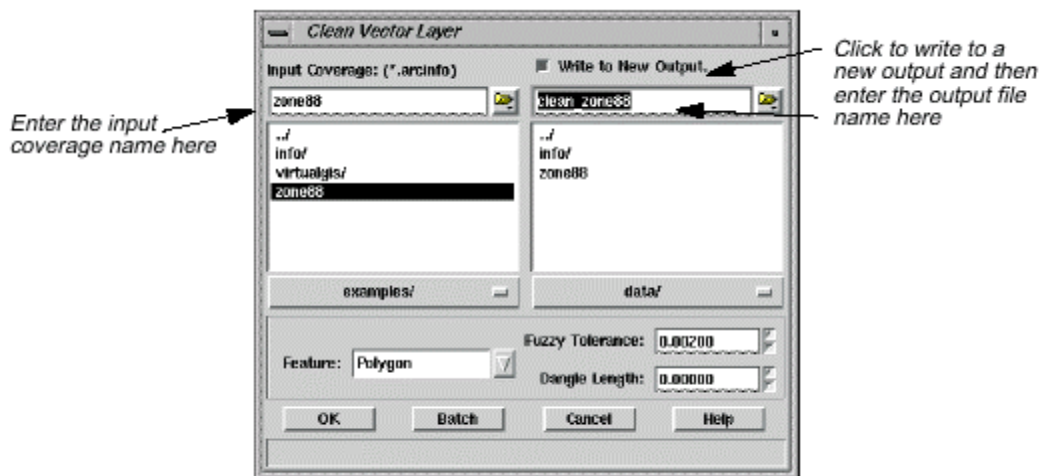 Clean Vector Layer
Input Coverage: (*.arcinfo)
Write to New Output.
zone88
clean_zone88
../
info/
virtualgis/
zone88
../
info/
zone88
examples/
data/
Feature: Polygon
Fuzzy Tolerance: 0.00200
Dangle Length: 0.00000
OK
Batch
Cancel
Help
Enter the input
coverage name here
Click to write to a
new output and then
enter the output file
name here